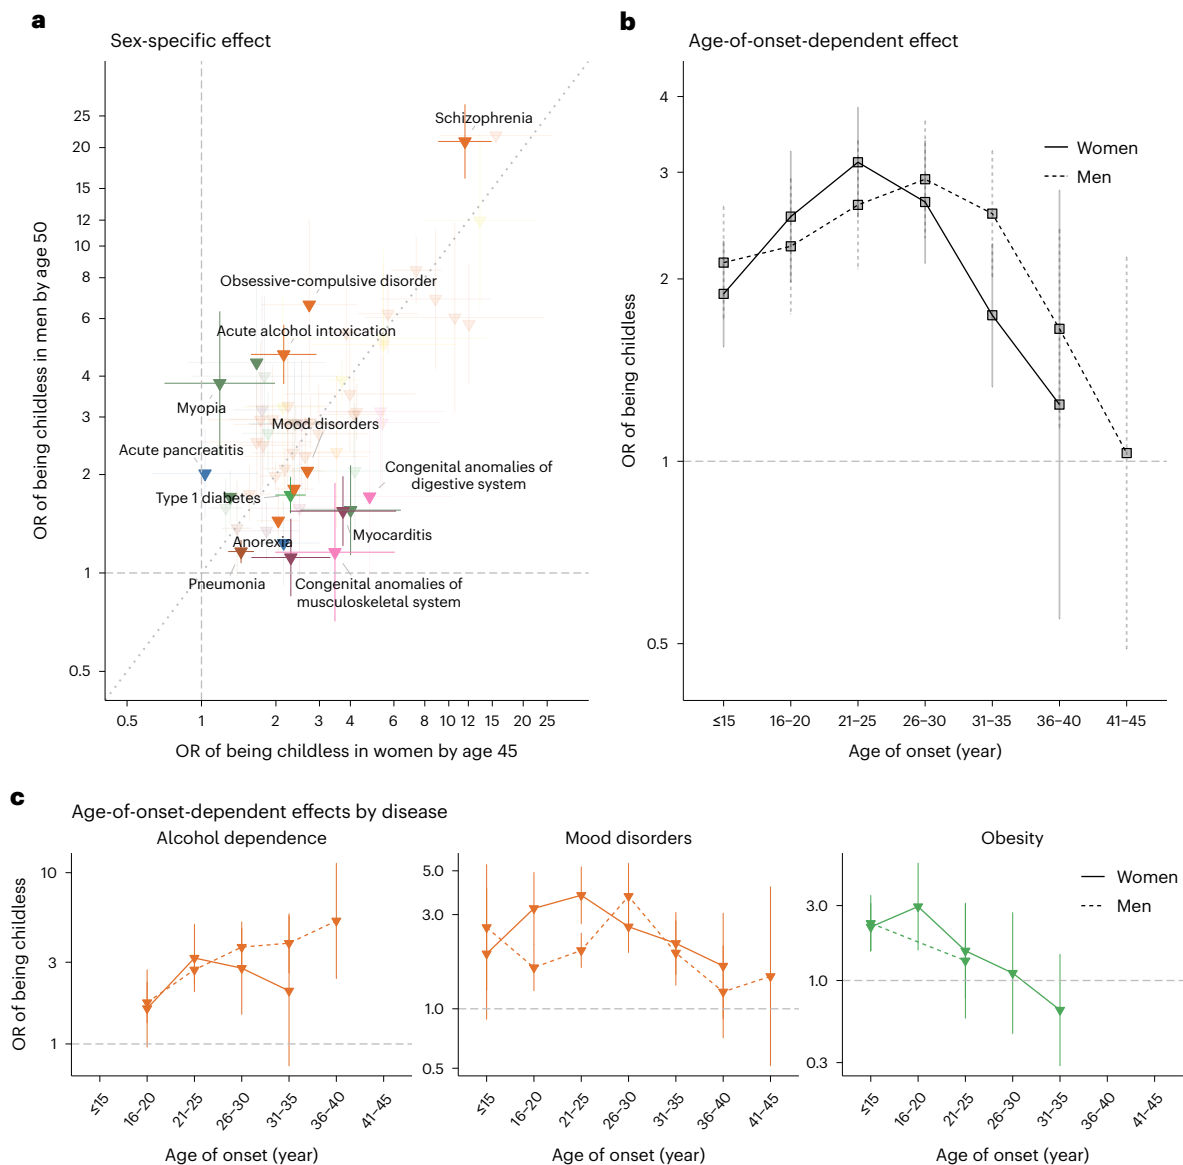 a
Sex-specific effect
OR of being childless in men by age 50
25
20
15
12
10
8
6
4
3
2
1
0.5
Schizophrenia
Obsessive-compulsive disorder
Acute alcohol intoxication
Myopia
Mood disorders
Acute pancreatitis
Congenital anomalies of
digestive system
Type 1 diabetes
Myocarditis
Anorexia
Pneumonia
Congenital anomalies of
musculoskeletal system
0.5 1 2 3 4 6 8 10 12 15 20 25
OR of being childless in women by age 45
b
Age-of-onset-dependent effect
OR of being childless
4
3
2
1
0.5
Women
Men
≤15 16–20 21–25 26–30 31–35 36–40 41–45
Age of onset (year)
c
Age-of-onset-dependent effects by disease
Alcohol dependence
OR of being childless
10
3
1
≤15 16–20 21–25 26–30 31–35 36–40 41–45
Age of onset (year)
Mood disorders
5.0
3.0
1.0
0.5
≤15 16–20 21–25 26–30 31–35 36–40 41–45
Age of onset (year)
Obesity
Women
Men
3.0
1.0
0.3
≤15 16–20 21–25 26–30 31–35 36–40 41–45
Age of onset (year)